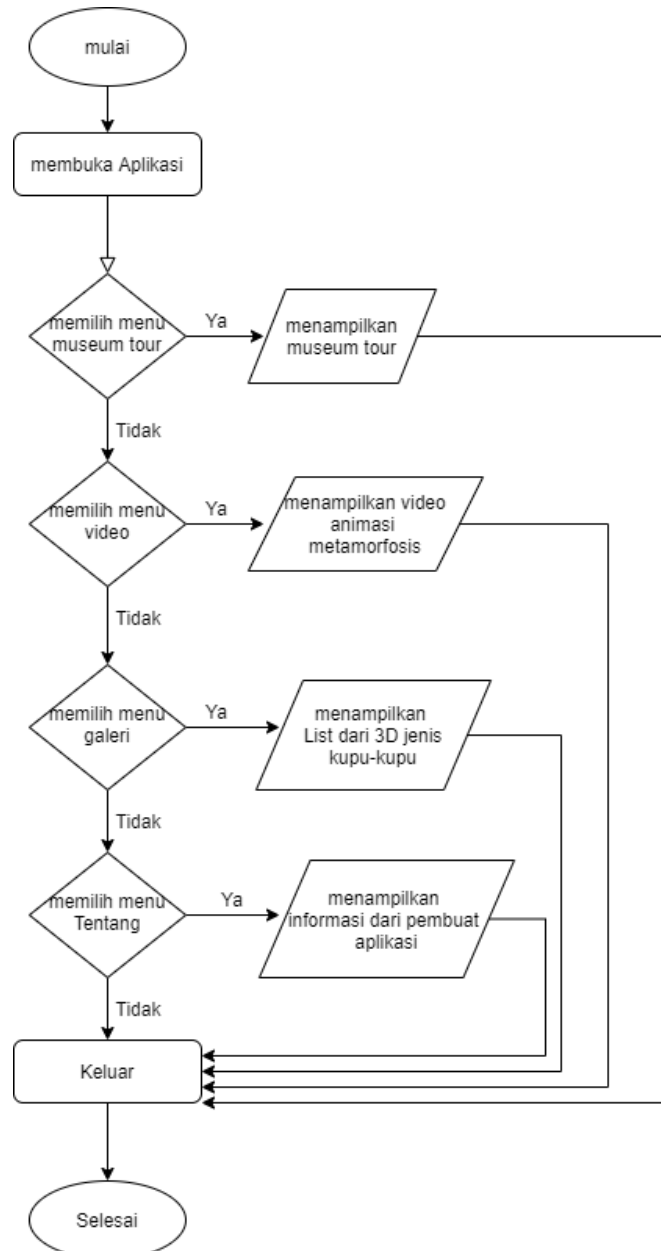 mulai
membuka Aplikasi
memilih menu
museum tour
Ya
menampilkan
museum tour
Tidak
memilih menu
video
Ya
menampilkan video
animasi
metamorfosis
Tidak
memilih menu
galeri
Ya
menampilkan
List dari 3D jenis
kupu-kupu
Tidak
memilih menu
Tentang
Ya
menampilkan
informasi dari pembuat
aplikasi
Tidak
Keluar
Selesai